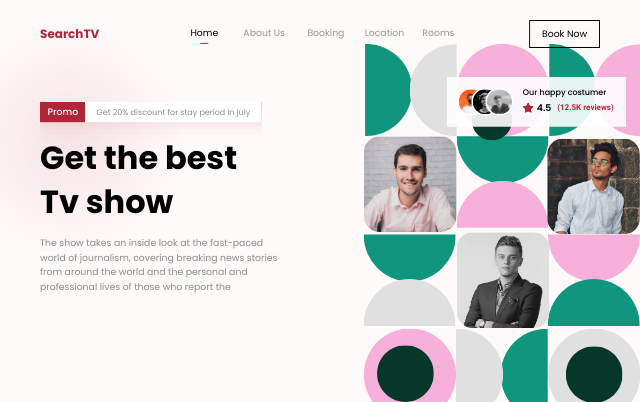 SearchTV
Home
About Us
Booking
Location
Rooms
Book Now
Promo
Get 20% discount for stay period in july
Our happy costumer
4.5 (12.5K reviews)
Get the best
Tv show
The show takes an inside look at the fast-paced
world of journalism, covering breaking news stories
from around the world and the personal and
professional lives of those who report the